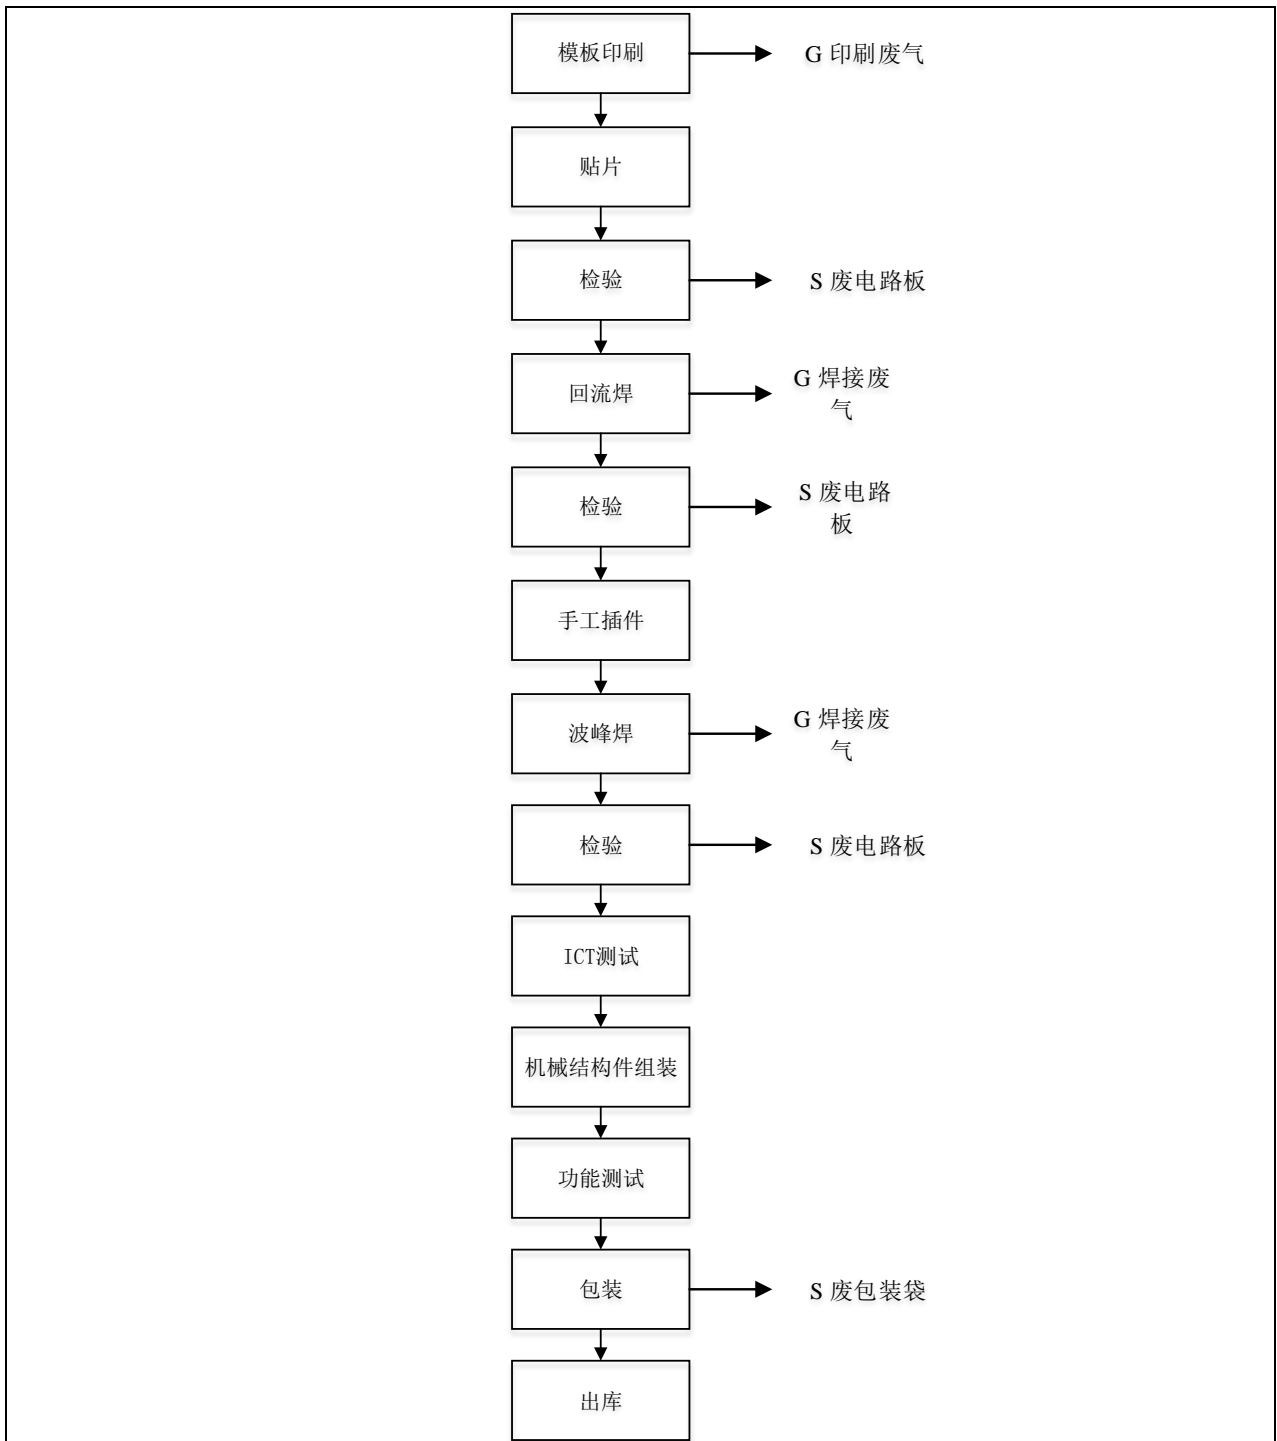 模板印刷
G 印刷废气
贴片
检验
S 废电路板
回流焊
G 焊接废
气
检验
S 废电路
板
手工插件
波峰焊
G 焊接废
气
检验
S 废电路板
ICT测试
机械结构件组装
功能测试
包装
S 废包装袋
出库